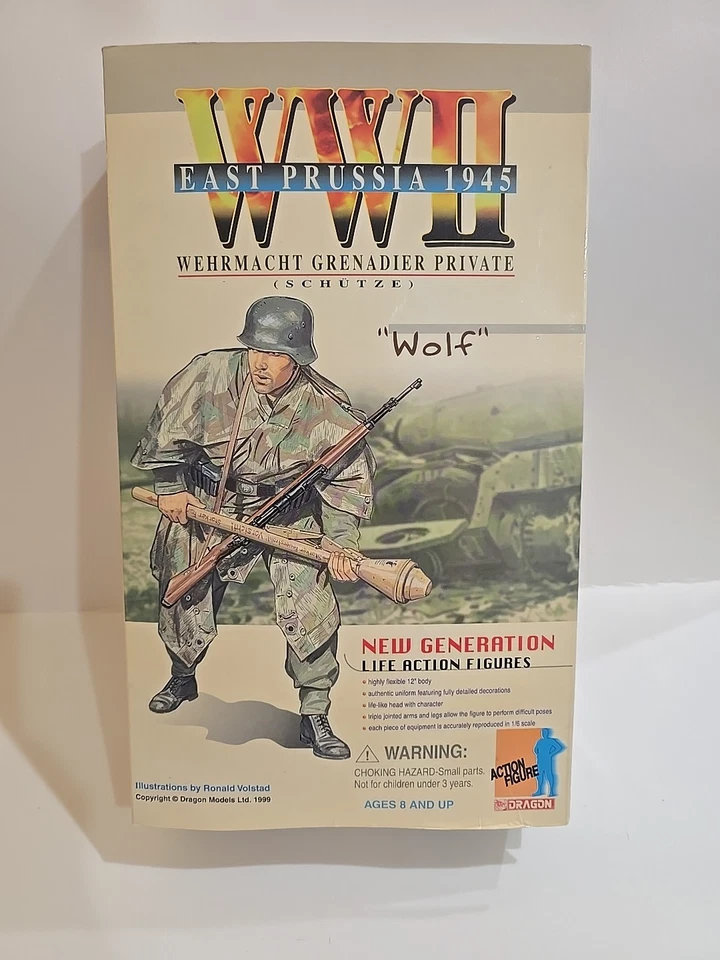 WWII
EAST PRUSSIA 1945
WEHRMACHT GRENADIER PRIVATE
(SCHÜTZE)
"Wolf"
NEW GENERATION
LIFE ACTION FIGURES
highly flexible 12" body
authentic uniform featuring fully detailed decorations
life-like head with character
triple jointed arms and legs allow the figure to perform difficult poses
each piece of equipment is accurately reproduced in 1/6 scale
WARNING:
CHOKING HAZARD-Small parts.
Not for children under 3 years.
AGES 8 AND UP
ACTION
FIGURE
DRAGON
Illustrations by Ronald Volstad
Copyright © Dragon Models Ltd. 1999